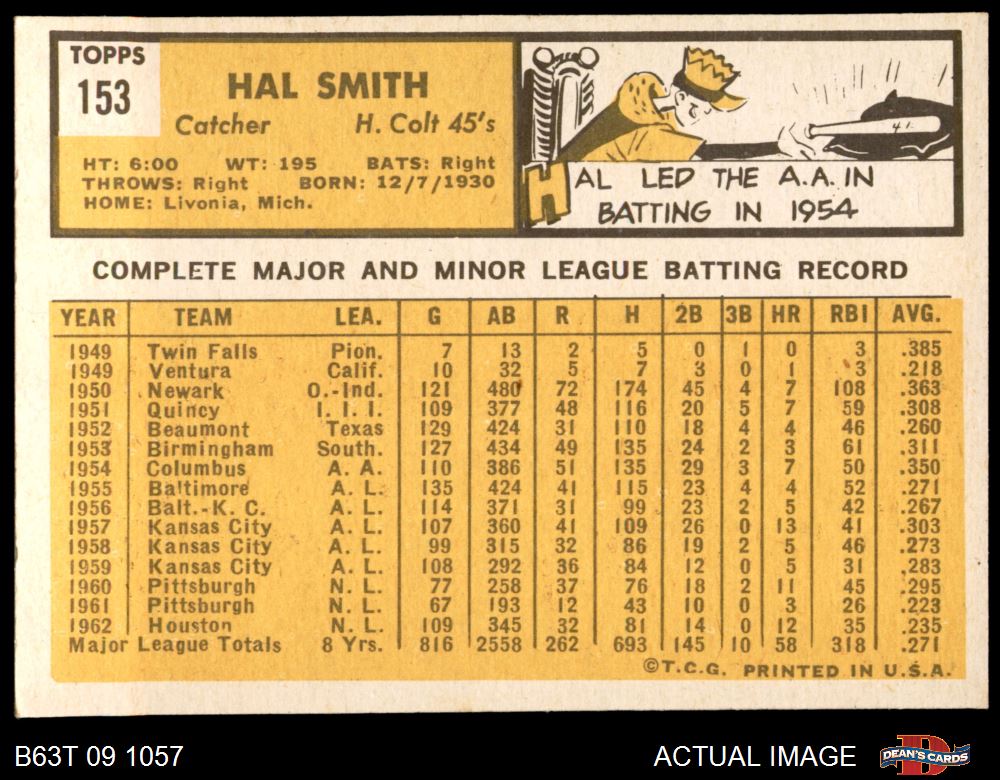 TOPPS
153
HAL SMITH
Catcher H. Colt 45's
HT: 6:00 WT: 195 BATS: Right
THROWS: Right BORN: 12/7/1930
HOME: Livonia, Mich.
HAL LED THE A.A. IN
BATTING IN 1954
COMPLETE MAJOR AND MINOR LEAGUE BATTING RECORD
YEAR TEAM LEA. G AB R H 2B 3B HR RBI AVG.
1949 Twin Falls Pion. 7 13 2 5 0 1 0 3 .385
1949 Ventura Calif. 10 32 5 7 3 0 1 3 .218
1950 Newark O.-Ind. 121 480 72 174 45 4 7 108 .363
1951 Quincy I. I. I. 109 377 48 116 20 5 7 59 .308
1952 Beaumont Texas 129 424 31 110 18 4 4 46 .260
1953 Birmingham South. 127 434 49 135 24 2 3 61 .311
1954 Columbus A. A. 110 386 51 135 29 3 7 50 .350
1955 Baltimore A. L. 135 424 41 115 23 4 4 52 .271
1956 Balt.-K. C. A. L. 114 371 31 99 23 2 5 42 .267
1957 Kansas City A. L. 107 360 41 109 26 0 13 41 .303
1958 Kansas City A. L. 99 315 32 86 19 2 5 46 .273
1959 Kansas City A. L. 108 292 36 84 12 0 5 31 .283
1960 Pittsburgh N. L. 77 258 37 76 18 2 11 45 .295
1961 Pittsburgh N. L. 67 193 12 43 10 0 3 26 .223
1962 Houston N. L. 109 345 32 81 14 0 12 35 .235
Major League Totals 8 Yrs. 816 2558 262 693 145 10 58 318 .271
©T.C.G. PRINTED IN U.S.A.
B63T 09 1057 ACTUAL IMAGE DEAN'S CARDS